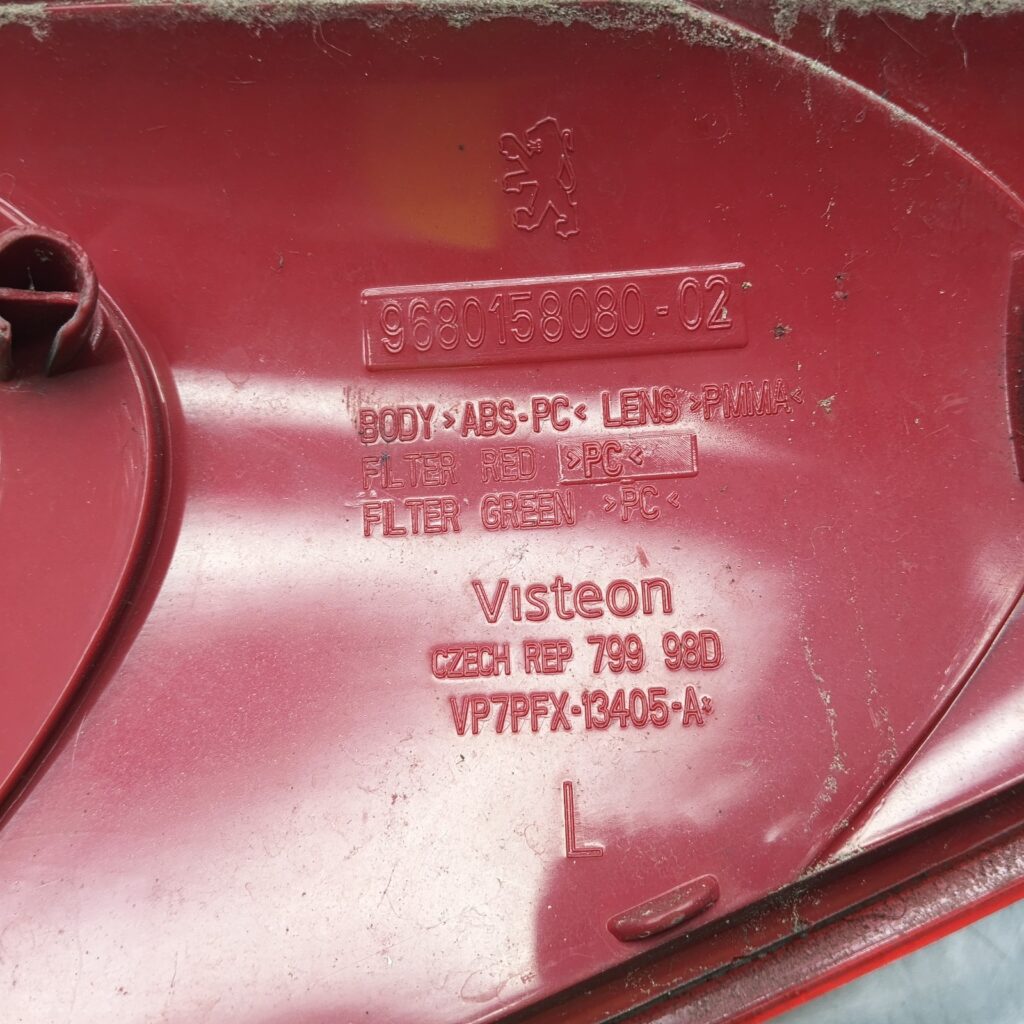 9680158080-02
BODY >ABS-PC< LENS >PMMA<
FILTER RED >PC<
FILTER GREEN >PC<
Visteon
CZECH REP 799 98D
VP7PFX-13405-A*
L